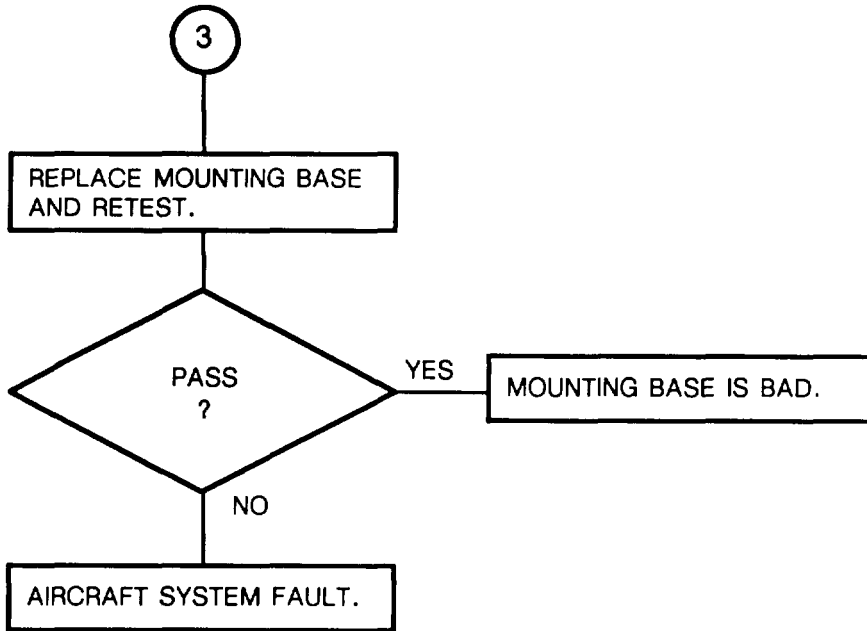 3
REPLACE MOUNTING BASE
AND RETEST.
PASS
?
YES
MOUNTING BASE IS BAD.
NO
AIRCRAFT SYSTEM FAULT.